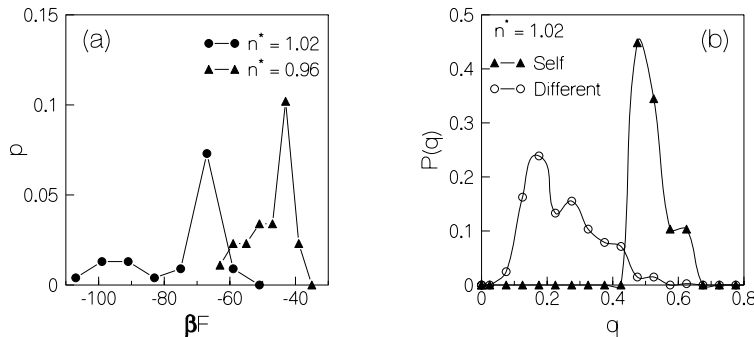 (a)
n* = 1.02
n* = 0.96
0.15
0.1
0.05
0
p
-100 -80 -60 -40
βF
(b)
n* = 1.02
Self
Different
0.5
0.4
0.3
0.2
0.1
0.0
P(q)
0 0.2 0.4 0.6 0.8
q